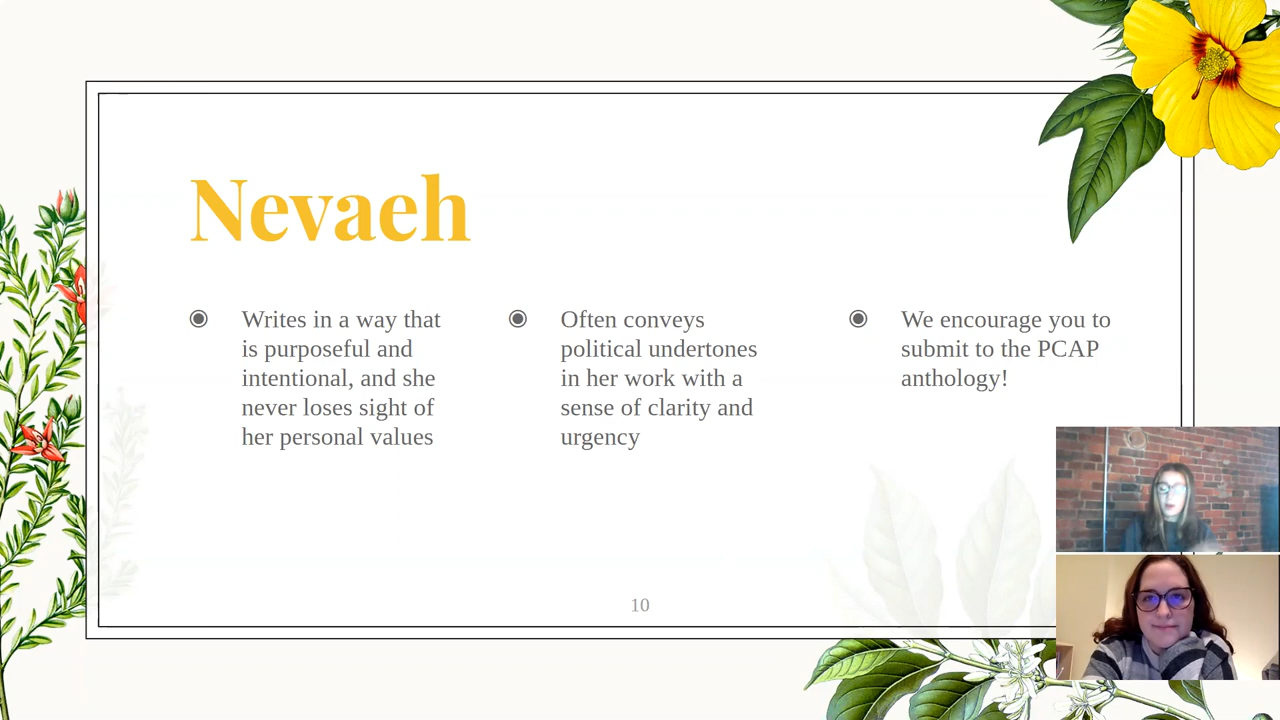 Nevaeh
Writes in a way that
is purposeful and
intentional, and she
never loses sight of
her personal values
Often conveys
political undertones
in her work with a
sense of clarity and
urgency
We encourage you to
submit to the PCAP
anthology!
10